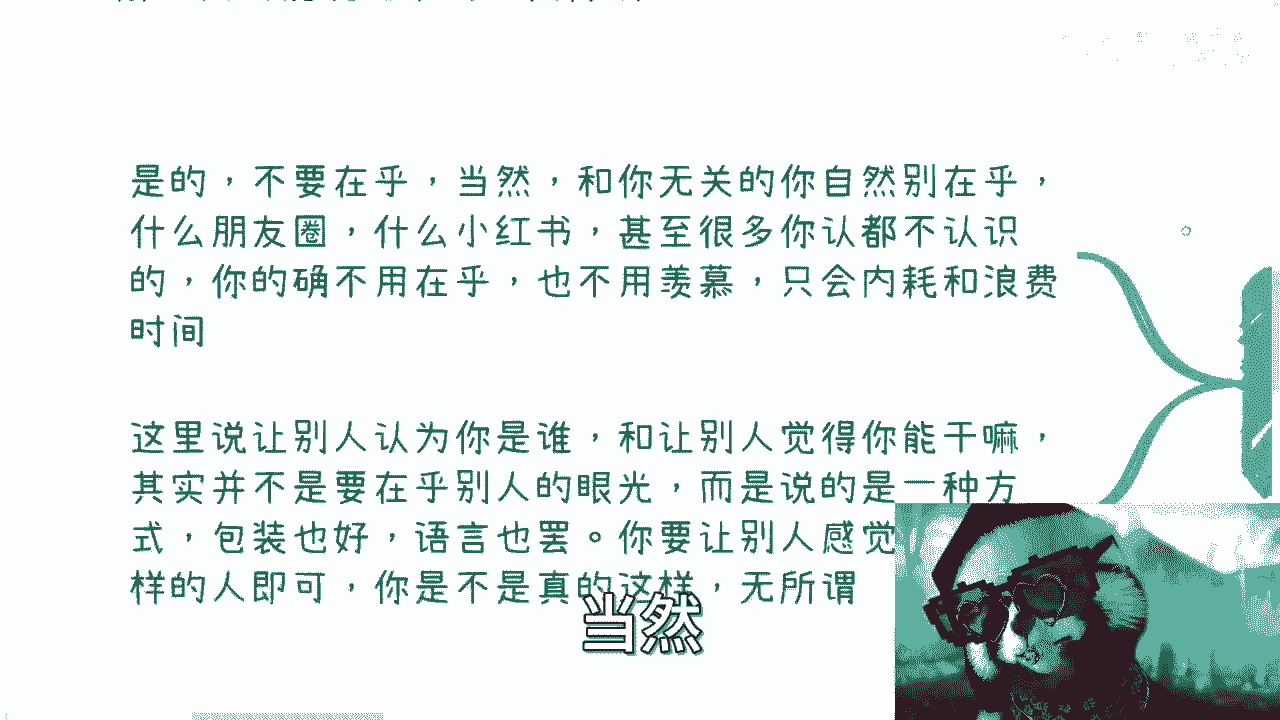 是的，不要在乎，当然，和你无关的你自然别在乎，
什么朋友圈，什么小红书，甚至很多你认都不认识
的，你的确不用在乎，也不用羡慕，只会内耗和浪费
时间
这里说让别人认为你是谁，和让别人觉得你能干嘛，
其实并不是要在乎别人的眼光，而是说的是一种方
式，包装也好，语言也罢。你要让别人感觉
样的人即可，你是不是真的这样，无所谓
当然